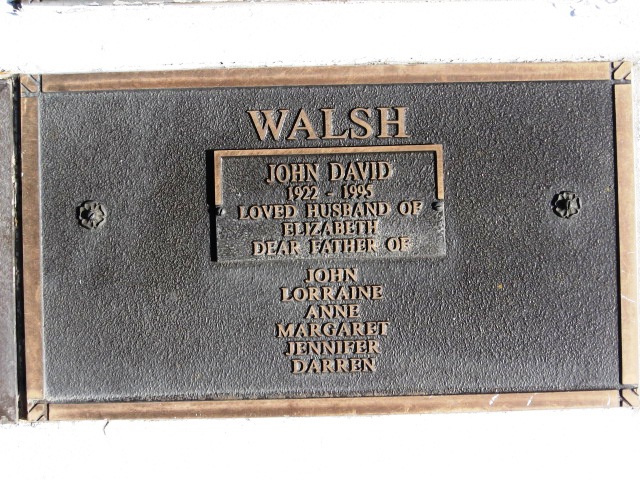 WALSH
JOHN DAVID
1922 - 1995
LOVED HUSBAND OF
ELIZABETH
DEAR FATHER OF
JOHN
LORRAINE
ANNE
MARGARET
JENNIFER
DARREN